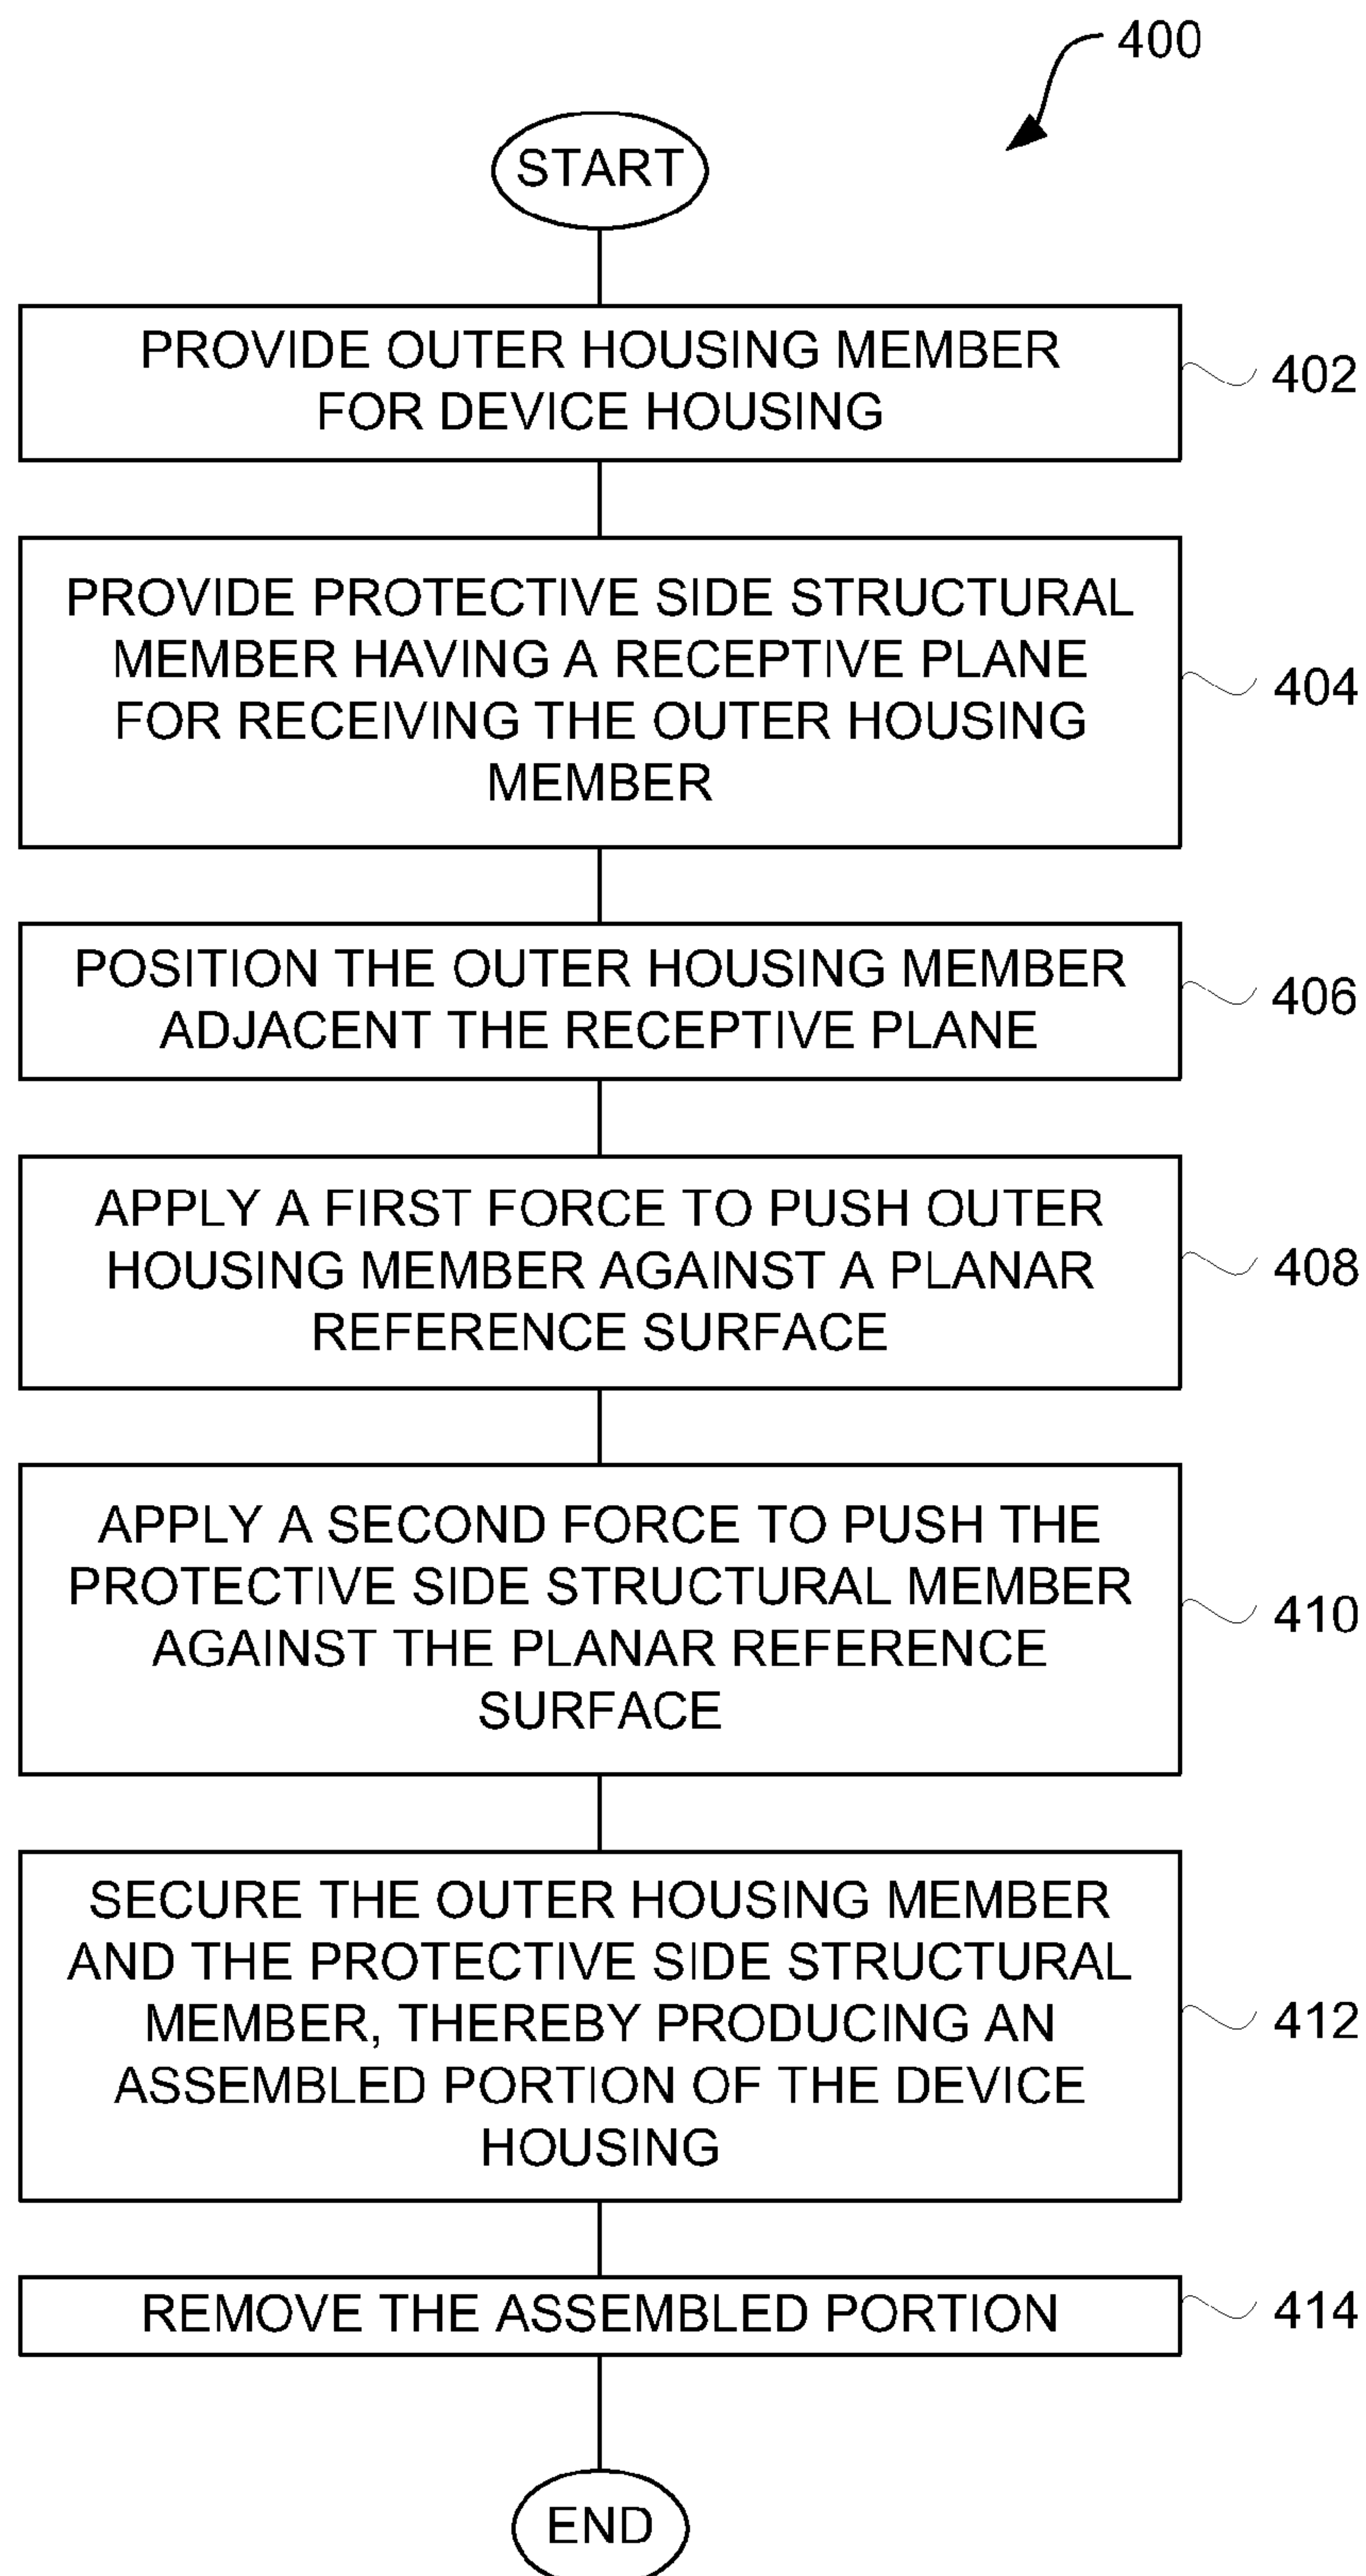 400
START
PROVIDE OUTER HOUSING MEMBER
FOR DEVICE HOUSING
402
PROVIDE PROTECTIVE SIDE STRUCTURAL
MEMBER HAVING A RECEPTIVE PLANE
FOR RECEIVING THE OUTER HOUSING
MEMBER
404
POSITION THE OUTER HOUSING MEMBER
ADJACENT THE RECEPTIVE PLANE
406
APPLY A FIRST FORCE TO PUSH OUTER
HOUSING MEMBER AGAINST A PLANAR
REFERENCE SURFACE
408
APPLY A SECOND FORCE TO PUSH THE
PROTECTIVE SIDE STRUCTURAL MEMBER
AGAINST THE PLANAR REFERENCE
SURFACE
410
SECURE THE OUTER HOUSING MEMBER
AND THE PROTECTIVE SIDE STRUCTURAL
MEMBER, THEREBY PRODUCING AN
ASSEMBLED PORTION OF THE DEVICE
HOUSING
412
REMOVE THE ASSEMBLED PORTION
414
END